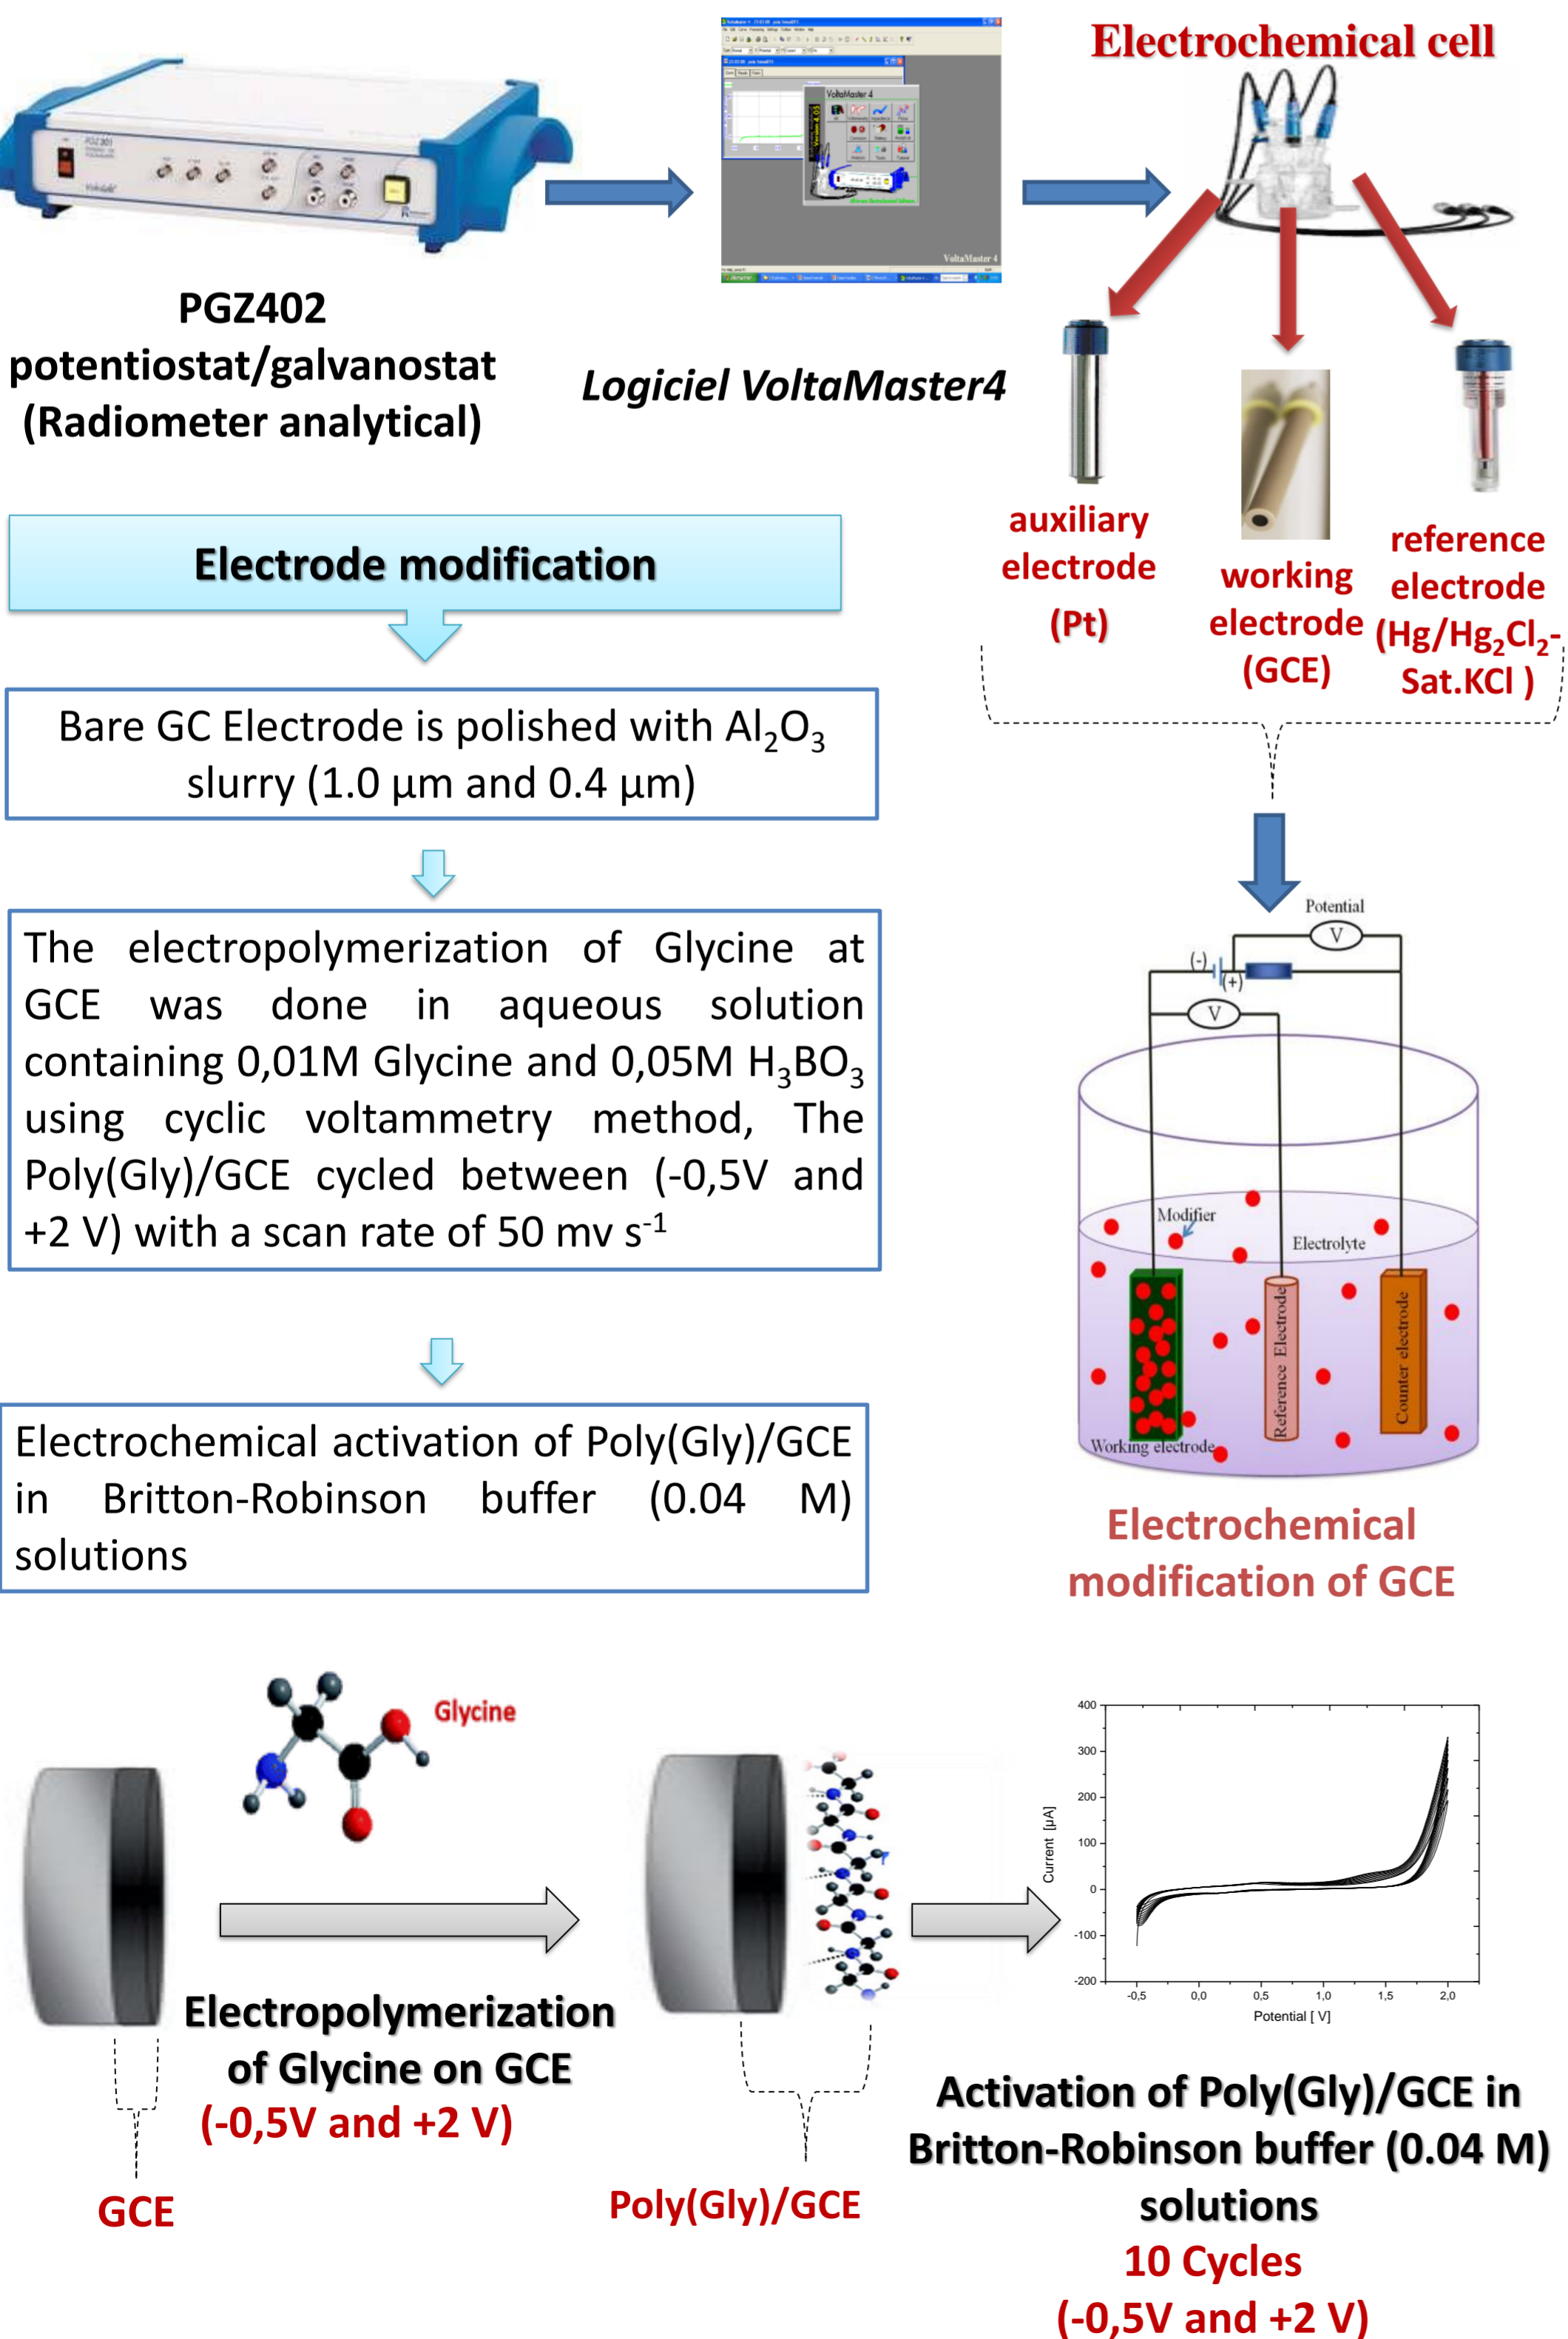 Electrochemical cell
VoltaMaster 4
VoltaMaster 4
PGZ402
potentiostat/galvanostat
(Radiometer analytical)
Logiciel VoltaMaster4
auxiliary
electrode
(Pt)
working
electrode
(GCE)
reference
electrode
(Hg/Hg₂Cl₂-
Sat.KCl )
Electrode modification
Bare GC Electrode is polished with Al₂O₃
slurry (1.0 µm and 0.4 µm)
The electropolymerization of Glycine at
GCE was done in aqueous solution
containing 0,01M Glycine and 0,05M H₃BO₃
using cyclic voltammetry method, The
Poly(Gly)/GCE cycled between (-0,5V and
+2 V) with a scan rate of 50 mv s⁻¹
Electrochemical activation of Poly(Gly)/GCE
in Britton-Robinson buffer (0.04 M)
solutions
Potential
V
(-)
(+)
V
Modifier
Electrolyte
Reference Electrode
Counter electrode
Working electrode
Electrochemical
modification of GCE
Glycine
Electropolymerization
of Glycine on GCE
(-0,5V and +2 V)
GCE
Poly(Gly)/GCE
400
300
200
100
0
-100
-200
Current [µA]
-0,5 0,0 0,5 1,0 1,5 2,0
Potential [ V]
Activation of Poly(Gly)/GCE in
Britton-Robinson buffer (0.04 M)
solutions
10 Cycles
(-0,5V and +2 V)